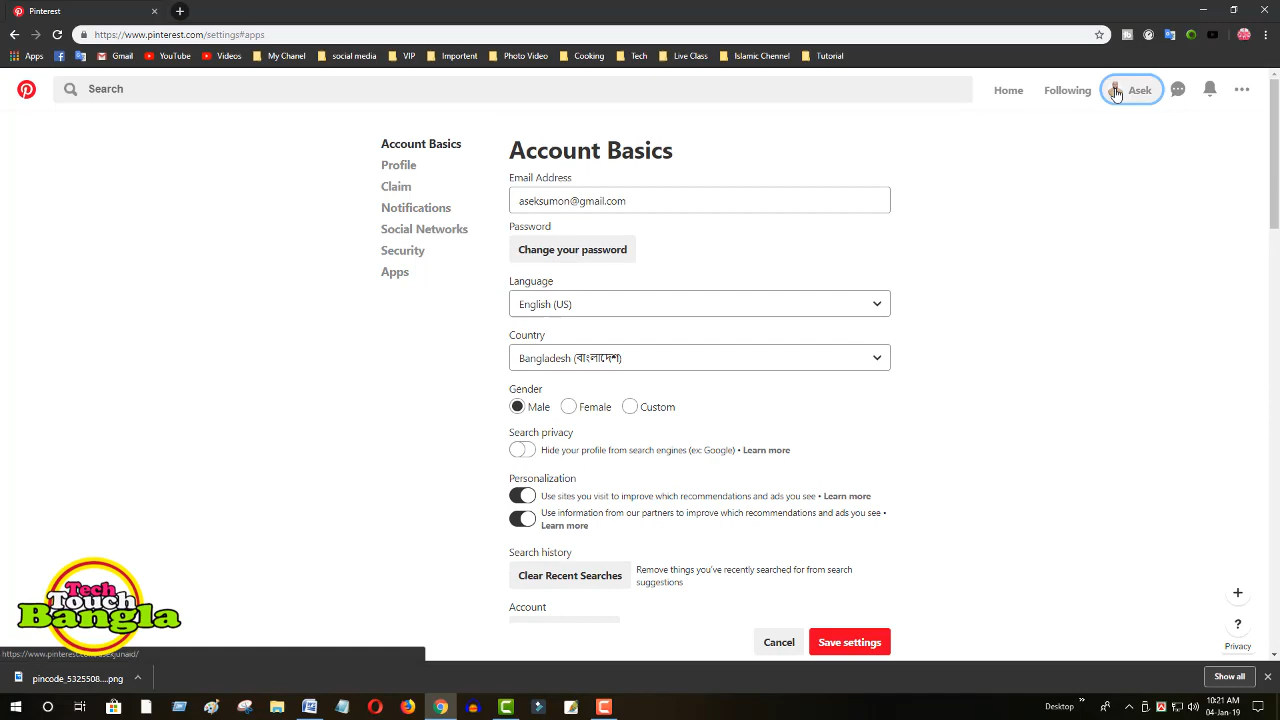 Pinterest
https://www.pinterest.com/settings#apps
Apps
Gmail
YouTube
Videos
My Chanel
social media
VIP
Importent
Photo Video
Cooking
Tech
Live Class
Islamic Channel
Tutorial
Search
Home
Following
Asek
Account Basics
Profile
Claim
Notifications
Social Networks
Security
Apps
Account Basics
Email Address
aseksumon@gmail.com
Password
Change your password
Language
English (US)
Country
Bangladesh (বাংলাদেশ)
Gender
Male
Female
Custom
Search privacy
Hide your profile from search engines (ex: Google) • Learn more
Personalization
Use sites you visit to improve which recommendations and ads you see • Learn more
Use information from our partners to improve which recommendations and ads you see •
Learn more
Search history
Clear Recent Searches
Remove things you've recently searched for from search
suggestions
Account
Cancel
Save settings
?
Privacy
Tech
Touch
Bangla
pincode_5325508....png
Show all
Desktop
10:21 AM
04-Jan-19